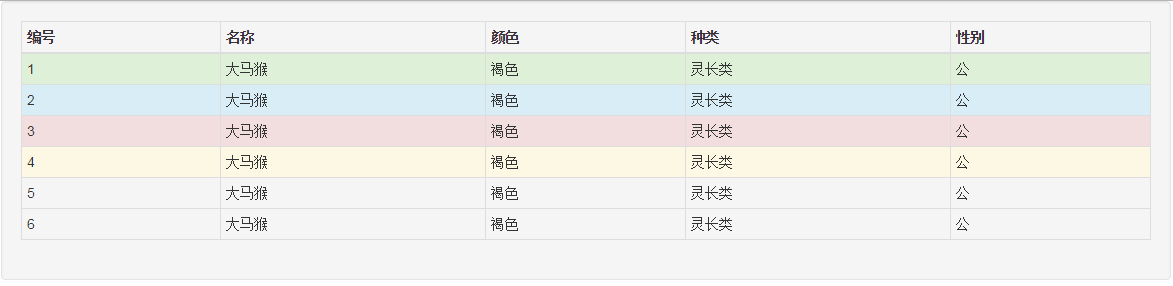 编号 名称 颜色 种类 性别
1 大马猴 褐色 灵长类 公
2 大马猴 褐色 灵长类 公
3 大马猴 褐色 灵长类 公
4 大马猴 褐色 灵长类 公
5 大马猴 褐色 灵长类 公
6 大马猴 褐色 灵长类 公